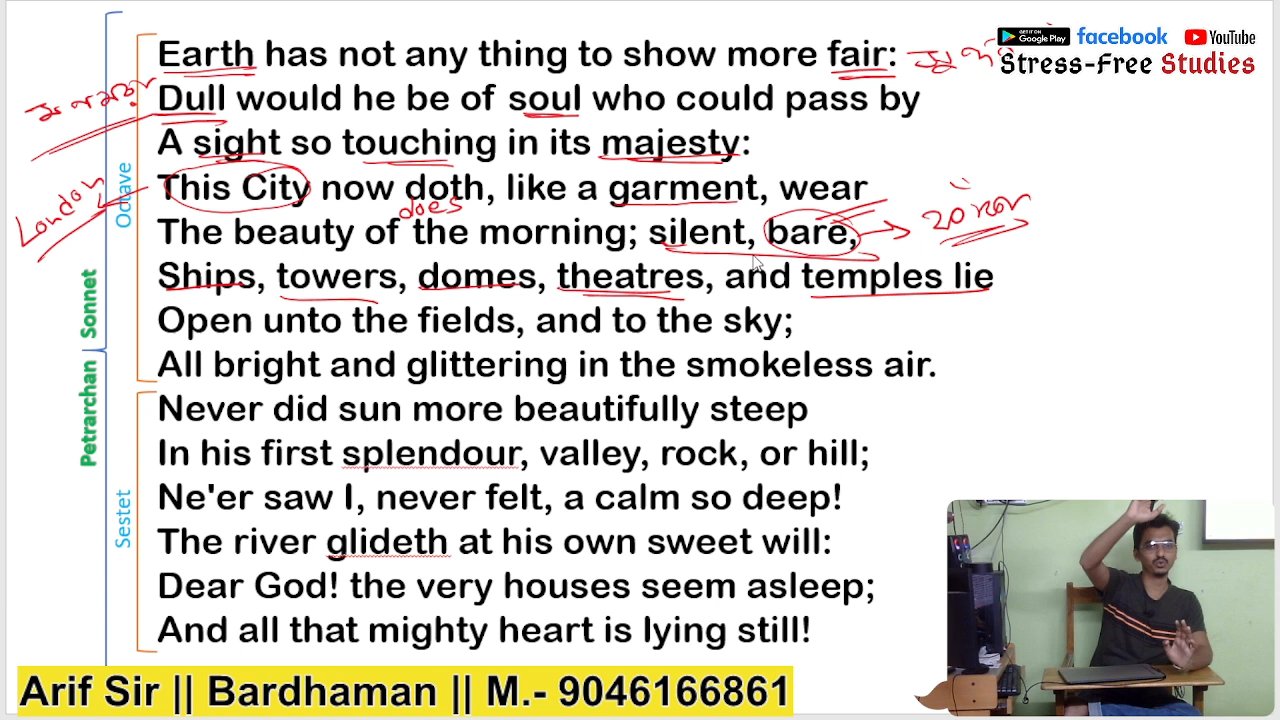 Earth has not any thing to show more fair:
Dull would he be of soul who could pass by
A sight so touching in its majesty:
This City now doth, like a garment, wear
does
The beauty of the morning; silent, bare,
Ships, towers, domes, theatres, and temples lie
Open unto the fields, and to the sky;
All bright and glittering in the smokeless air.
Never did sun more beautifully steep
In his first splendour, valley, rock, or hill;
Ne'er saw I, never felt, a calm so deep!
The river glideth at his own sweet will:
Dear God! the very houses seem asleep;
And all that mighty heart is lying still!
London
Octave
Sestet
Petrarchan Sonnet
GET IT ON
Google Play
facebook
YouTube
Stress-Free Studies
Arif Sir || Bardhaman || M.- 9046166861